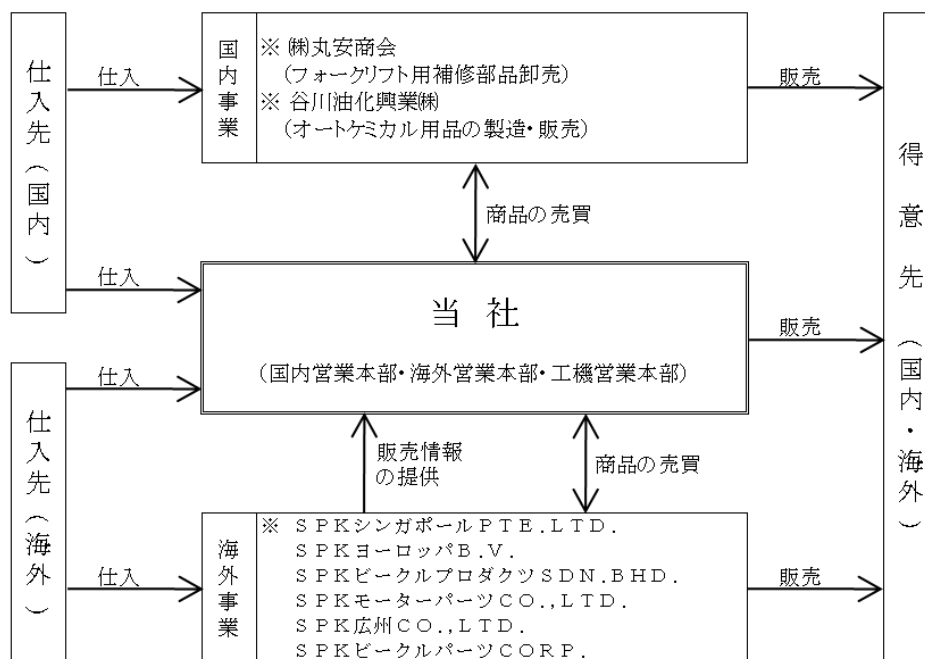 仕入先（国内）
仕入
国内事業
※ ㈱丸安商会
（フォークリフト用補修部品卸売）
※ 谷川油化興業㈱
（オートケミカル用品の製造・販売）
販売
得意先（国内・海外）
商品の売買
仕入
当 社
（国内営業本部・海外営業本部・工機営業本部）
販売
仕入先（海外）
仕入
販売情報
の提供
商品の売買
仕入
海外事業
※ ＳＰＫシンガポールＰＴＥ．ＬＴＤ．
ＳＰＫヨーロッパＢ．Ｖ．
ＳＰＫビークルプロダクツＳＤＮ．ＢＨＤ．
ＳＰＫモーターパーツＣＯ．，ＬＴＤ．
ＳＰＫ広州ＣＯ．，ＬＴＤ．
ＳＰＫビークルパーツＣＯＲＰ．
販売